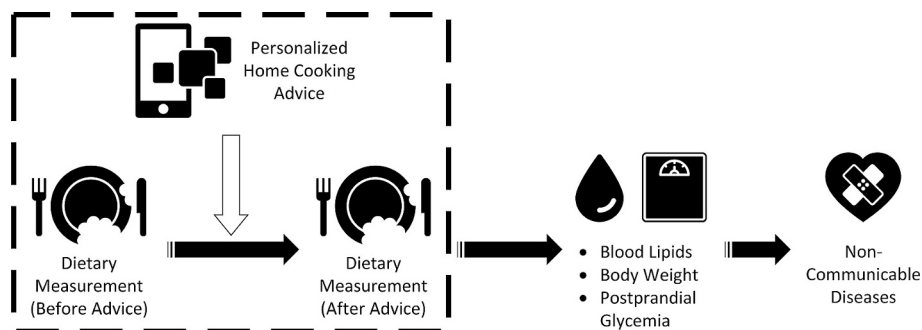 Personalized
Home Cooking
Advice
Dietary
Measurement
(Before Advice)
Dietary
Measurement
(After Advice)
• Blood Lipids
• Body Weight
• Postprandial
Glycemia
Non-
Communicable
Diseases